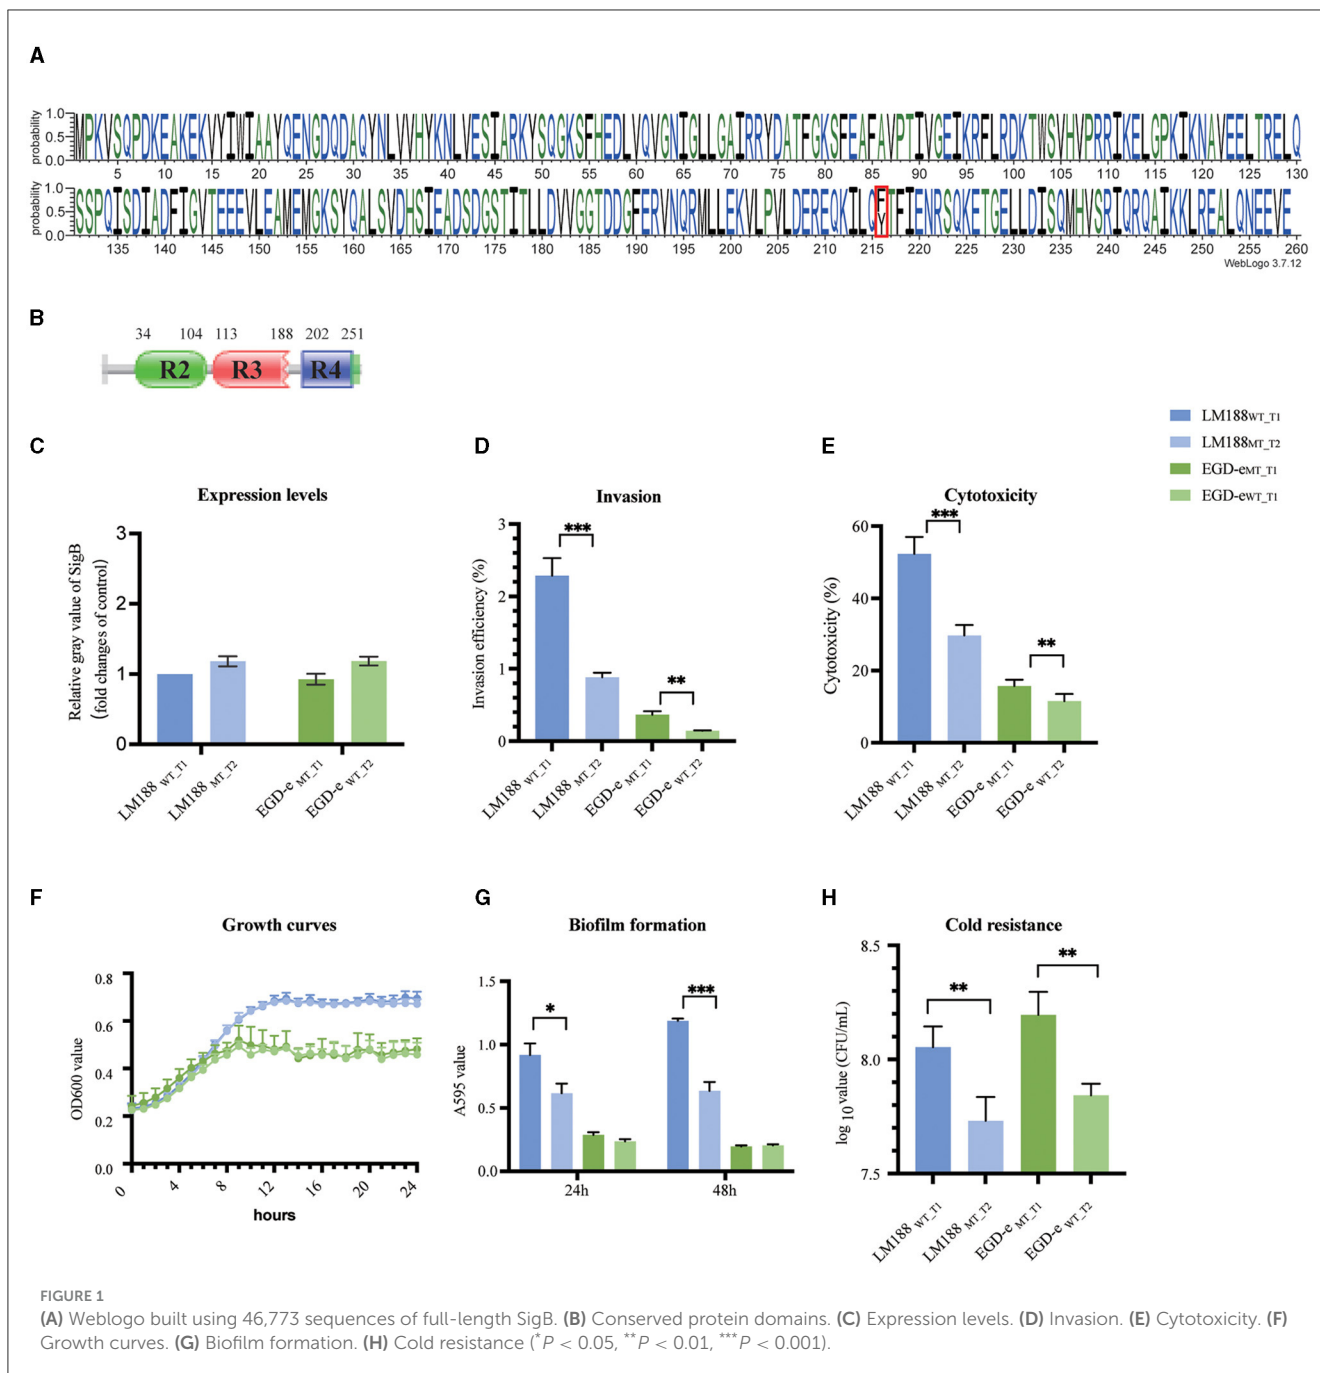 A
probability
1.0
0.5
0.0
MPKVSQPDKEAKEKVYIWIAAYQENGDQDAQYNLVVHYKNLVESIARKYSQGKSFHEDLVQVGNIGLLGAIRRYDATFGKSFEAFAVPTIVGEIKRFLRDKTWSVHVPRRIKELGPKIKNAVEELTRELQ
5 10 15 20 25 30 35 40 45 50 55 60 65 70 75 80 85 90 95 100 105 110 115 120 125 130
probability
1.0
0.5
0.0
SSPQISDIADFIGVTEEEVLEAMEMGKSYQALSVDHSIEADSDGSTITLLDVVGGTDDGFERVNQRMLLEKVLPVLDEREQKILQFTFIENRSQKETGELLDISQMHVSRIQRQAIKKLREALQNEEVE
Y
135 140 145 150 155 160 165 170 175 180 185 190 195 200 205 210 215 220 225 230 235 240 245 250 255 260
WebLogo 3.7.12
B
34 104 113 188 202 251
R2 R3 R4
LM188WT_T1
LM188MT_T2
EGD-eMT_T1
EGD-eWT_T1
C
Expression levels
Relative gray value of SigB
(fold changes of control)
3
2
1
0
LM188 WT_T1
LM188 MT_T2
EGD-e MT_T1
EGD-e WT_T2
D
Invasion
Invasion efficiency (%)
3
2
1
0
***
**
LM188 WT_T1
LM188 MT_T2
EGD-e MT_T1
EGD-e WT_T2
E
Cytotoxicity
Cytotoxicity (%)
60
40
20
0
***
**
LM188 WT_T1
LM188 MT_T2
EGD-e MT_T1
EGD-e WT_T2
F
Growth curves
OD600 value
0.8
0.6
0.4
0.2
0.0
0 4 8 12 16 20 24
hours
G
Biofilm formation
A595 value
1.5
1.0
0.5
0.0
*
***
24h 48h
H
Cold resistance
log 10 value (CFU/mL)
8.5
8.0
7.5
**
**
LM188 WT_T1
LM188 MT_T2
EGD-e MT_T1
EGD-e WT_T2
FIGURE 1
(A) Weblogo built using 46,773 sequences of full-length SigB. (B) Conserved protein domains. (C) Expression levels. (D) Invasion. (E) Cytotoxicity. (F)
Growth curves. (G) Biofilm formation. (H) Cold resistance (*P < 0.05, **P < 0.01, ***P < 0.001).